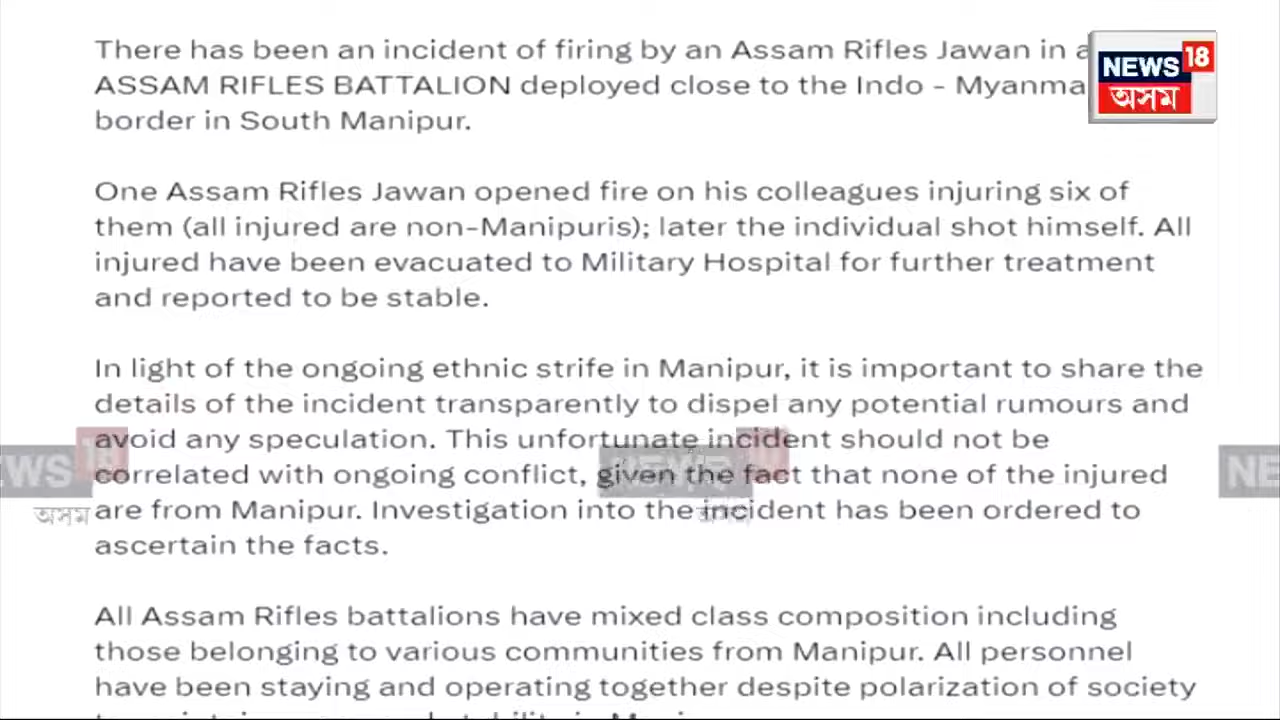 There has been an incident of firing by an Assam Rifles Jawan in a
ASSAM RIFLES BATTALION deployed close to the Indo - Myanma
border in South Manipur.
One Assam Rifles Jawan opened fire on his colleagues injuring six of
them (all injured are non-Manipuris); later the individual shot himself. All
injured have been evacuated to Military Hospital for further treatment
and reported to be stable.
In light of the ongoing ethnic strife in Manipur, it is important to share the
details of the incident transparently to dispel any potential rumours and
avoid any speculation. This unfortunate incident should not be
correlated with ongoing conflict, given the fact that none of the injured
are from Manipur. Investigation into the incident has been ordered to
ascertain the facts.
All Assam Rifles battalions have mixed class composition including
those belonging to various communities from Manipur. All personnel
have been staying and operating together despite polarization of society
NEWS 18
অসম
EWS 18
অসম
NE